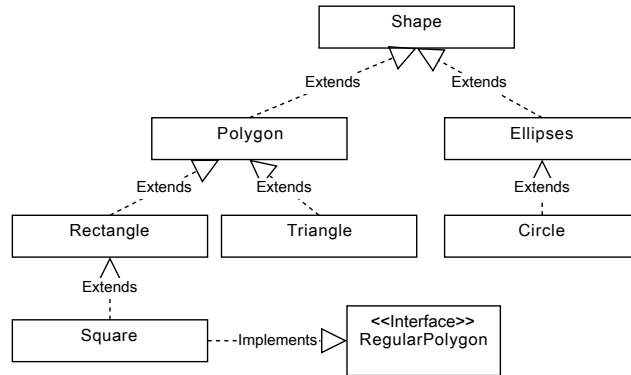 Shape
Extends
Extends
Polygon
Ellipses
Extends
Extends
Extends
Rectangle
Triangle
Circle
Extends
Square
Implements
<<Interface>>
RegularPolygon